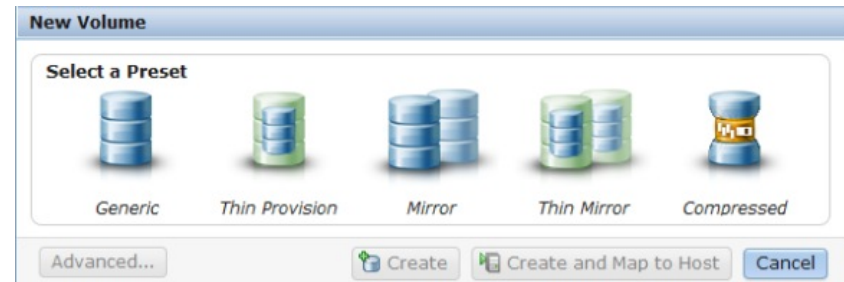 New Volume
Select a Preset
Generic Thin Provision Mirror Thin Mirror Compressed
Advanced... Create Create and Map to Host Cancel